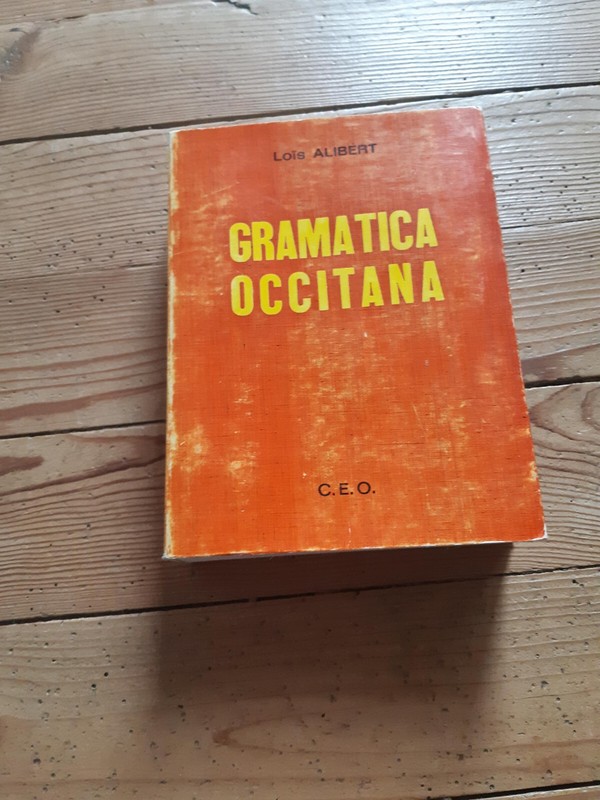 Loïs ALIBERT
GRAMATICA
OCCITANA
C.E.O.